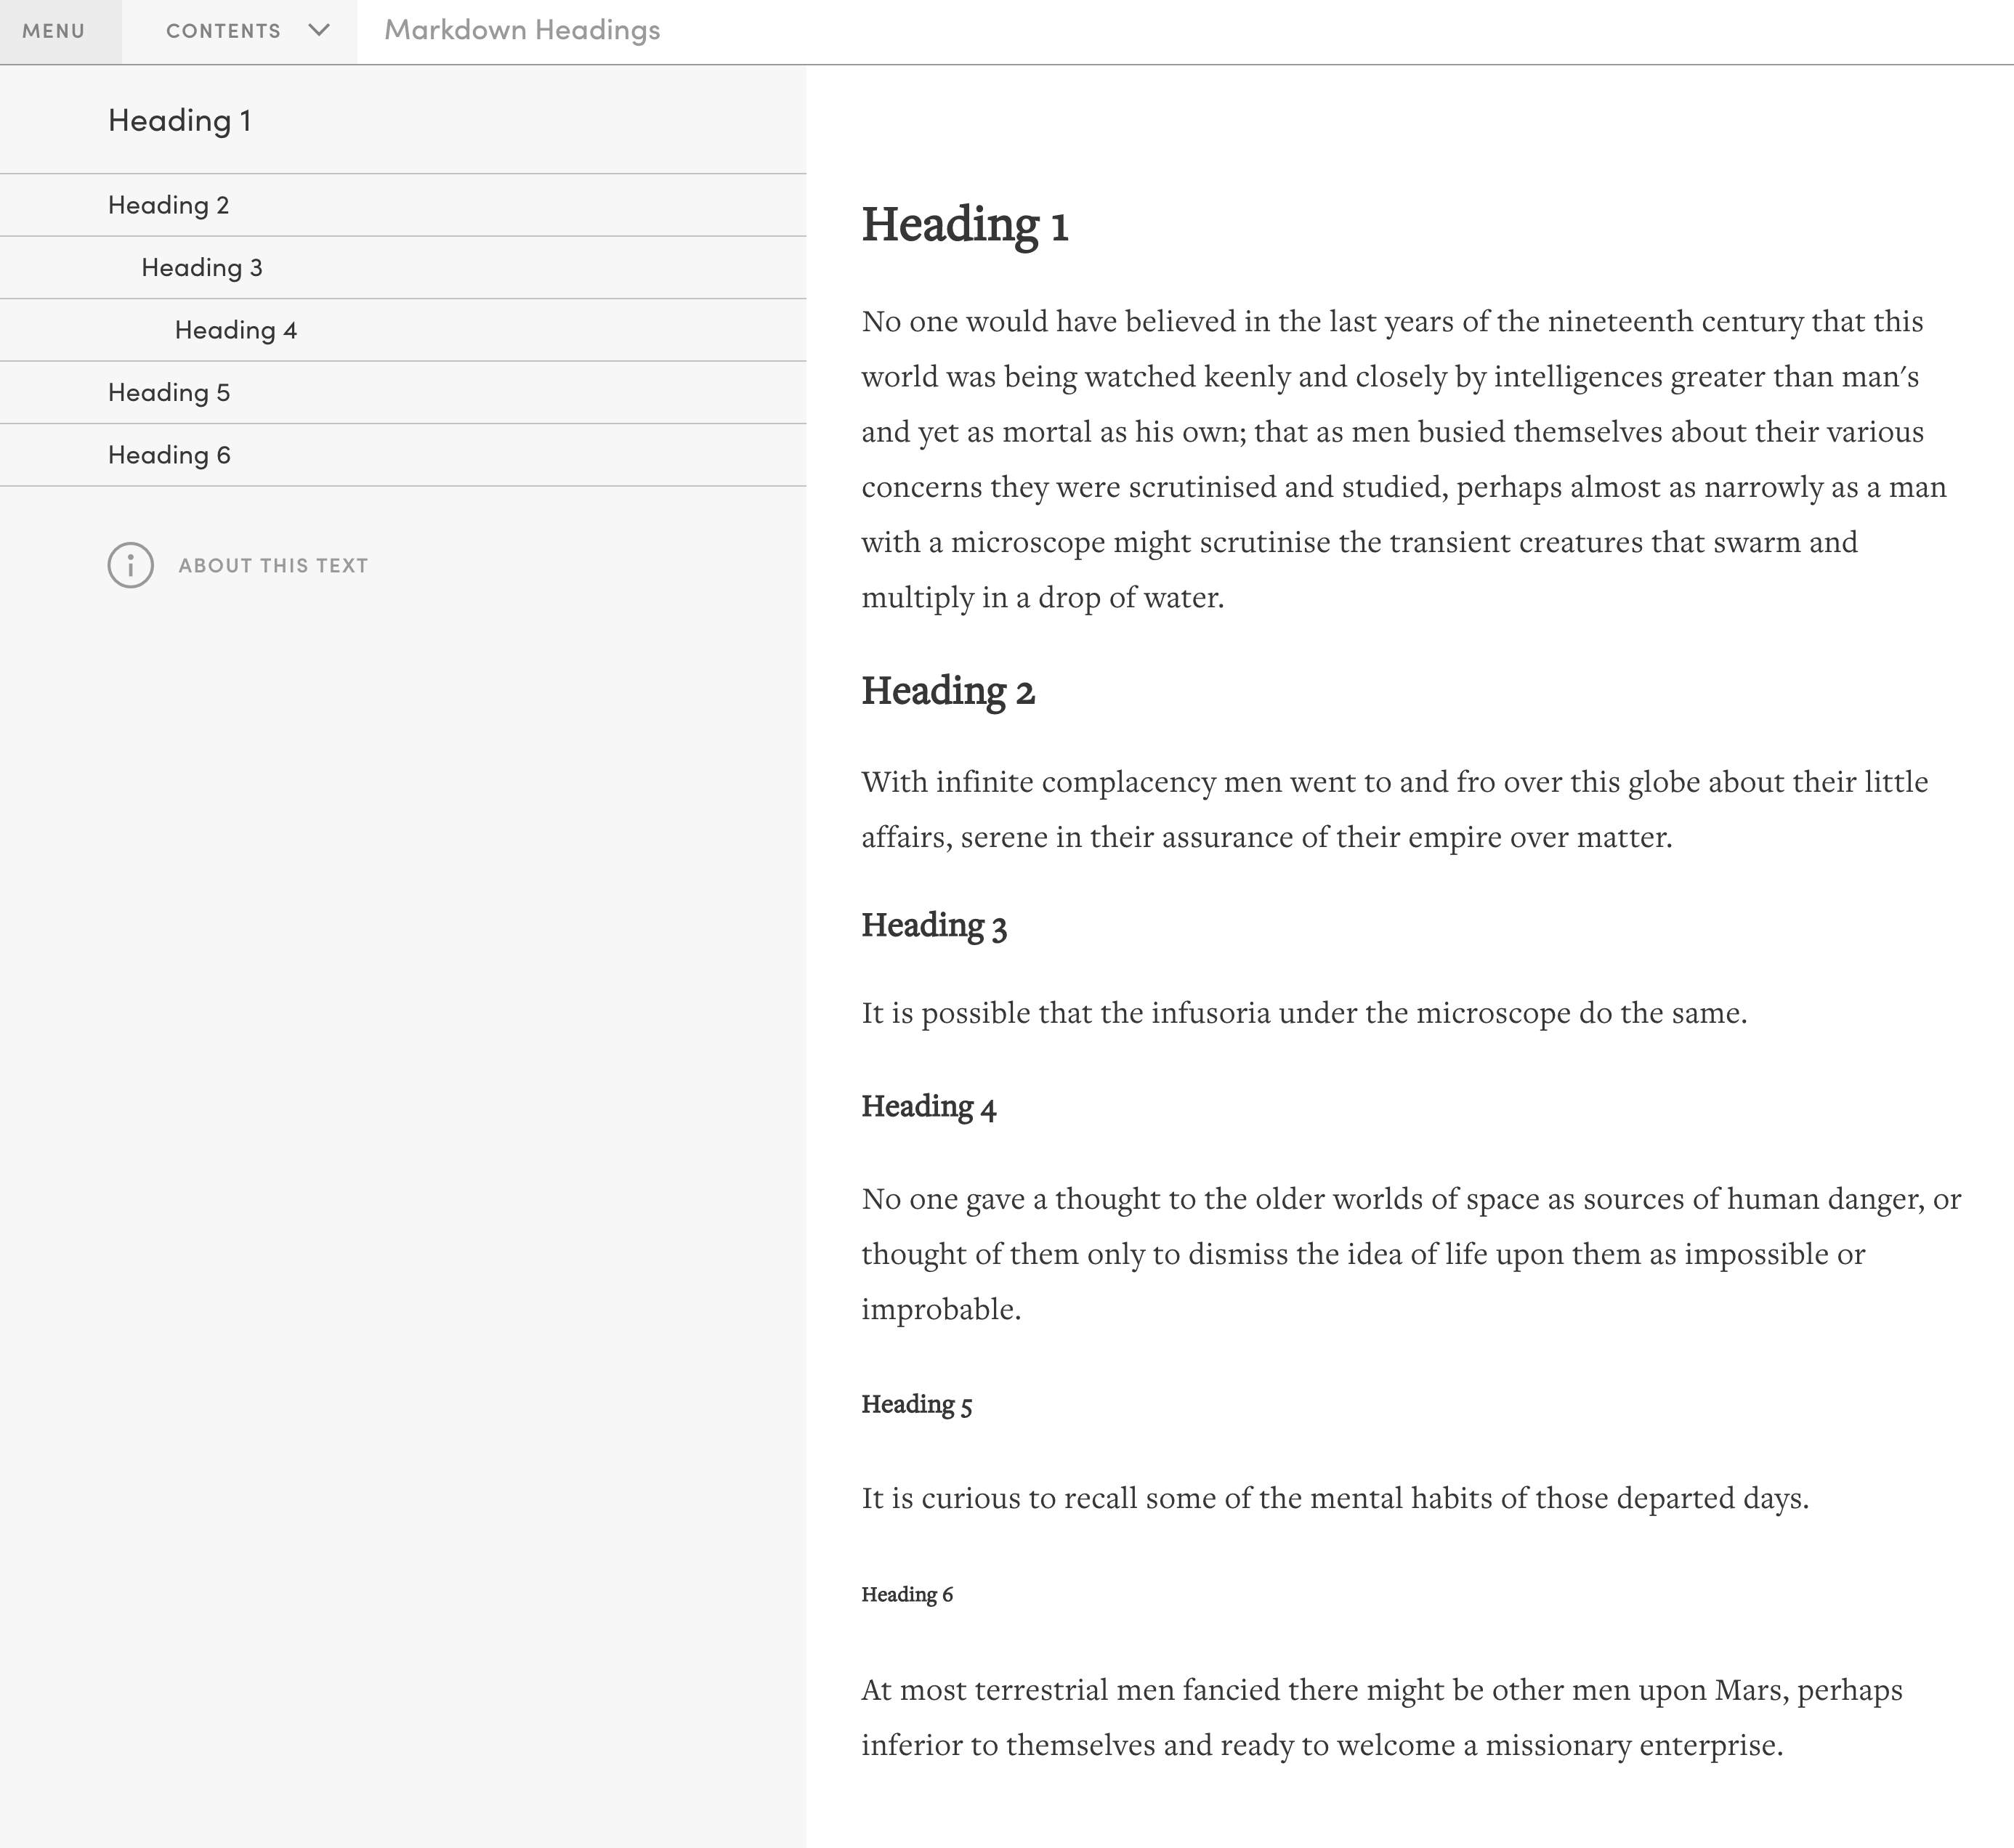 MENU
CONTENTS
Markdown Headings
Heading 1
Heading 2
Heading 3
Heading 4
Heading 5
Heading 6
ABOUT THIS TEXT
Heading 1
No one would have believed in the last years of the nineteenth century that this
world was being watched keenly and closely by intelligences greater than man's
and yet as mortal as his own; that as men busied themselves about their various
concerns they were scrutinised and studied, perhaps almost as narrowly as a man
with a microscope might scrutinise the transient creatures that swarm and
multiply in a drop of water.
Heading 2
With infinite complacency men went to and fro over this globe about their little
affairs, serene in their assurance of their empire over matter.
Heading 3
It is possible that the infusoria under the microscope do the same.
Heading 4
No one gave a thought to the older worlds of space as sources of human danger, or
thought of them only to dismiss the idea of life upon them as impossible or
improbable.
Heading 5
It is curious to recall some of the mental habits of those departed days.
Heading 6
At most terrestrial men fancied there might be other men upon Mars, perhaps
inferior to themselves and ready to welcome a missionary enterprise.